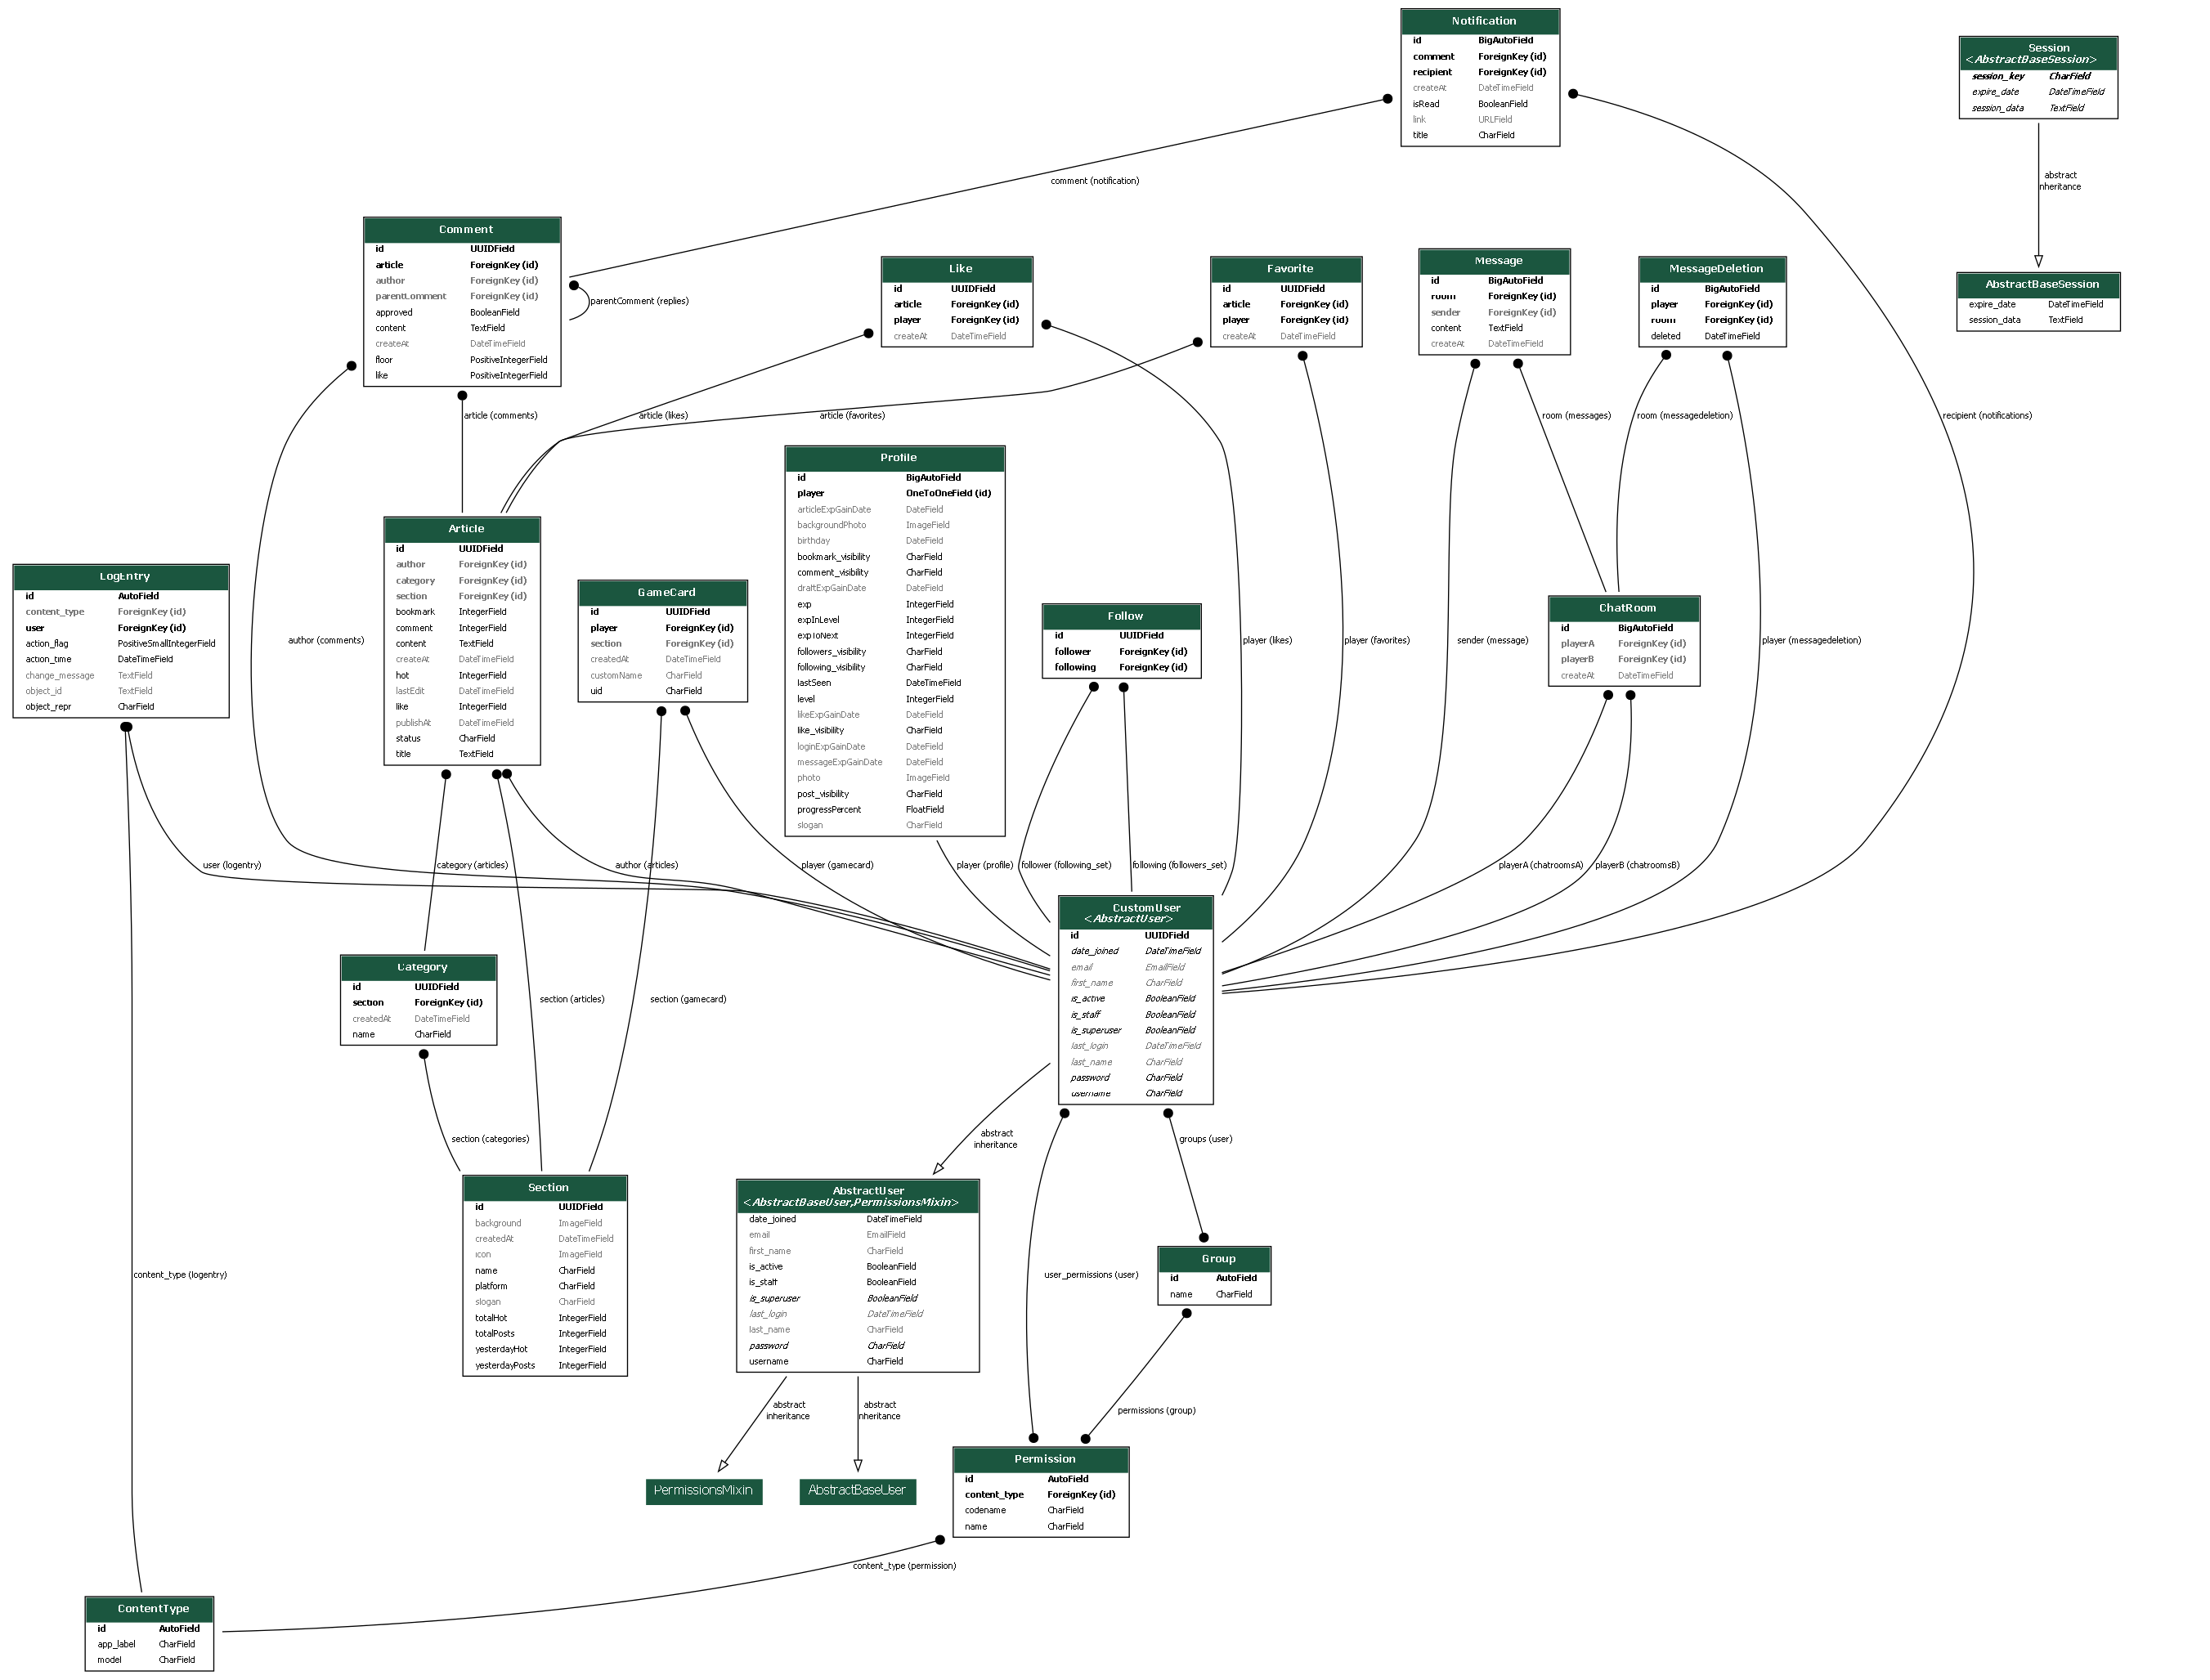 Notification
id BigAutoField
comment ForeignKey (id)
recipient ForeignKey (id)
createAt DateTimeField
isRead BooleanField
link URLField
title CharField
Session
<AbstractBaseSession>
session_key CharField
expire_date DateTimeField
session_data TextField
abstract
inheritance
comment (notification)
Comment
id UUIDField
article ForeignKey (id)
author ForeignKey (id)
parentComment ForeignKey (id)
approved BooleanField
content TextField
createAt DateTimeField
floor PositiveIntegerField
like PositiveIntegerField
parentComment (replies)
Like
id UUIDField
article ForeignKey (id)
player ForeignKey (id)
createAt DateTimeField
Favorite
id UUIDField
article ForeignKey (id)
player ForeignKey (id)
createAt DateTimeField
Message
id BigAutoField
room ForeignKey (id)
sender ForeignKey (id)
content TextField
createAt DateTimeField
MessageDeletion
id BigAutoField
player ForeignKey (id)
room ForeignKey (id)
deleted DateTimeField
AbstractBaseSession
expire_date DateTimeField
session_data TextField
article (comments)
article (likes)
article (favorites)
room (messages)
room (messagedeletion)
recipient (notifications)
Profile
id BigAutoField
player OneToOneField (id)
articleExpGainDate DateField
backgroundPhoto ImageField
birthday DateField
bookmark_visibility CharField
comment_visibility CharField
draftExpGainDate DateField
exp IntegerField
expInLevel IntegerField
expToNext IntegerField
followers_visibility CharField
following_visibility CharField
lastSeen DateTimeField
level IntegerField
likeExpGainDate DateField
like_visibility CharField
loginExpGainDate DateField
messageExpGainDate DateField
photo ImageField
post_visibility CharField
progressPercent FloatField
slogan CharField
Article
id UUIDField
author ForeignKey (id)
category ForeignKey (id)
section ForeignKey (id)
bookmark IntegerField
comment IntegerField
content TextField
createAt DateTimeField
hot IntegerField
lastEdit DateTimeField
like IntegerField
publishAt DateTimeField
status CharField
title TextField
LogEntry
id AutoField
content_type ForeignKey (id)
user ForeignKey (id)
action_flag PositiveSmallIntegerField
action_time DateTimeField
change_message TextField
object_id TextField
object_repr CharField
GameCard
id UUIDField
player ForeignKey (id)
section ForeignKey (id)
createdAt DateTimeField
customName CharField
uid CharField
Follow
id UUIDField
follower ForeignKey (id)
following ForeignKey (id)
ChatRoom
id BigAutoField
playerA ForeignKey (id)
playerB ForeignKey (id)
createAt DateTimeField
author (comments)
player (likes)
player (favorites)
sender (message)
player (messagedeletion)
user (logentry)
category (articles)
author (articles)
player (gamecard)
player (profile)
follower (following_set)
following (followers_set)
playerA (chatroomsA)
playerB (chatroomsB)
CustomUser
<AbstractUser>
id UUIDField
date_joined DateTimeField
email EmailField
first_name CharField
is_active BooleanField
is_staff BooleanField
is_superuser BooleanField
last_login DateTimeField
last_name CharField
password CharField
username CharField
Category
id UUIDField
section ForeignKey (id)
createdAt DateTimeField
name CharField
section (articles)
section (gamecard)
section (categories)
abstract
inheritance
groups (user)
Section
id UUIDField
background ImageField
createdAt DateTimeField
icon ImageField
name CharField
platform CharField
slogan CharField
totalHot IntegerField
totalPosts IntegerField
yesterdayHot IntegerField
yesterdayPosts IntegerField
AbstractUser
<AbstractBaseUser,PermissionsMixin>
date_joined DateTimeField
email EmailField
first_name CharField
is_active BooleanField
is_staff BooleanField
is_superuser BooleanField
last_login DateTimeField
last_name CharField
password CharField
username CharField
Group
id AutoField
name CharField
content_type (logentry)
user_permissions (user)
abstract
inheritance
abstract
inheritance
permissions (group)
PermissionsMixin
AbstractBaseUser
Permission
id AutoField
content_type ForeignKey (id)
codename CharField
name CharField
content_type (permission)
ContentType
id AutoField
app_label CharField
model CharField